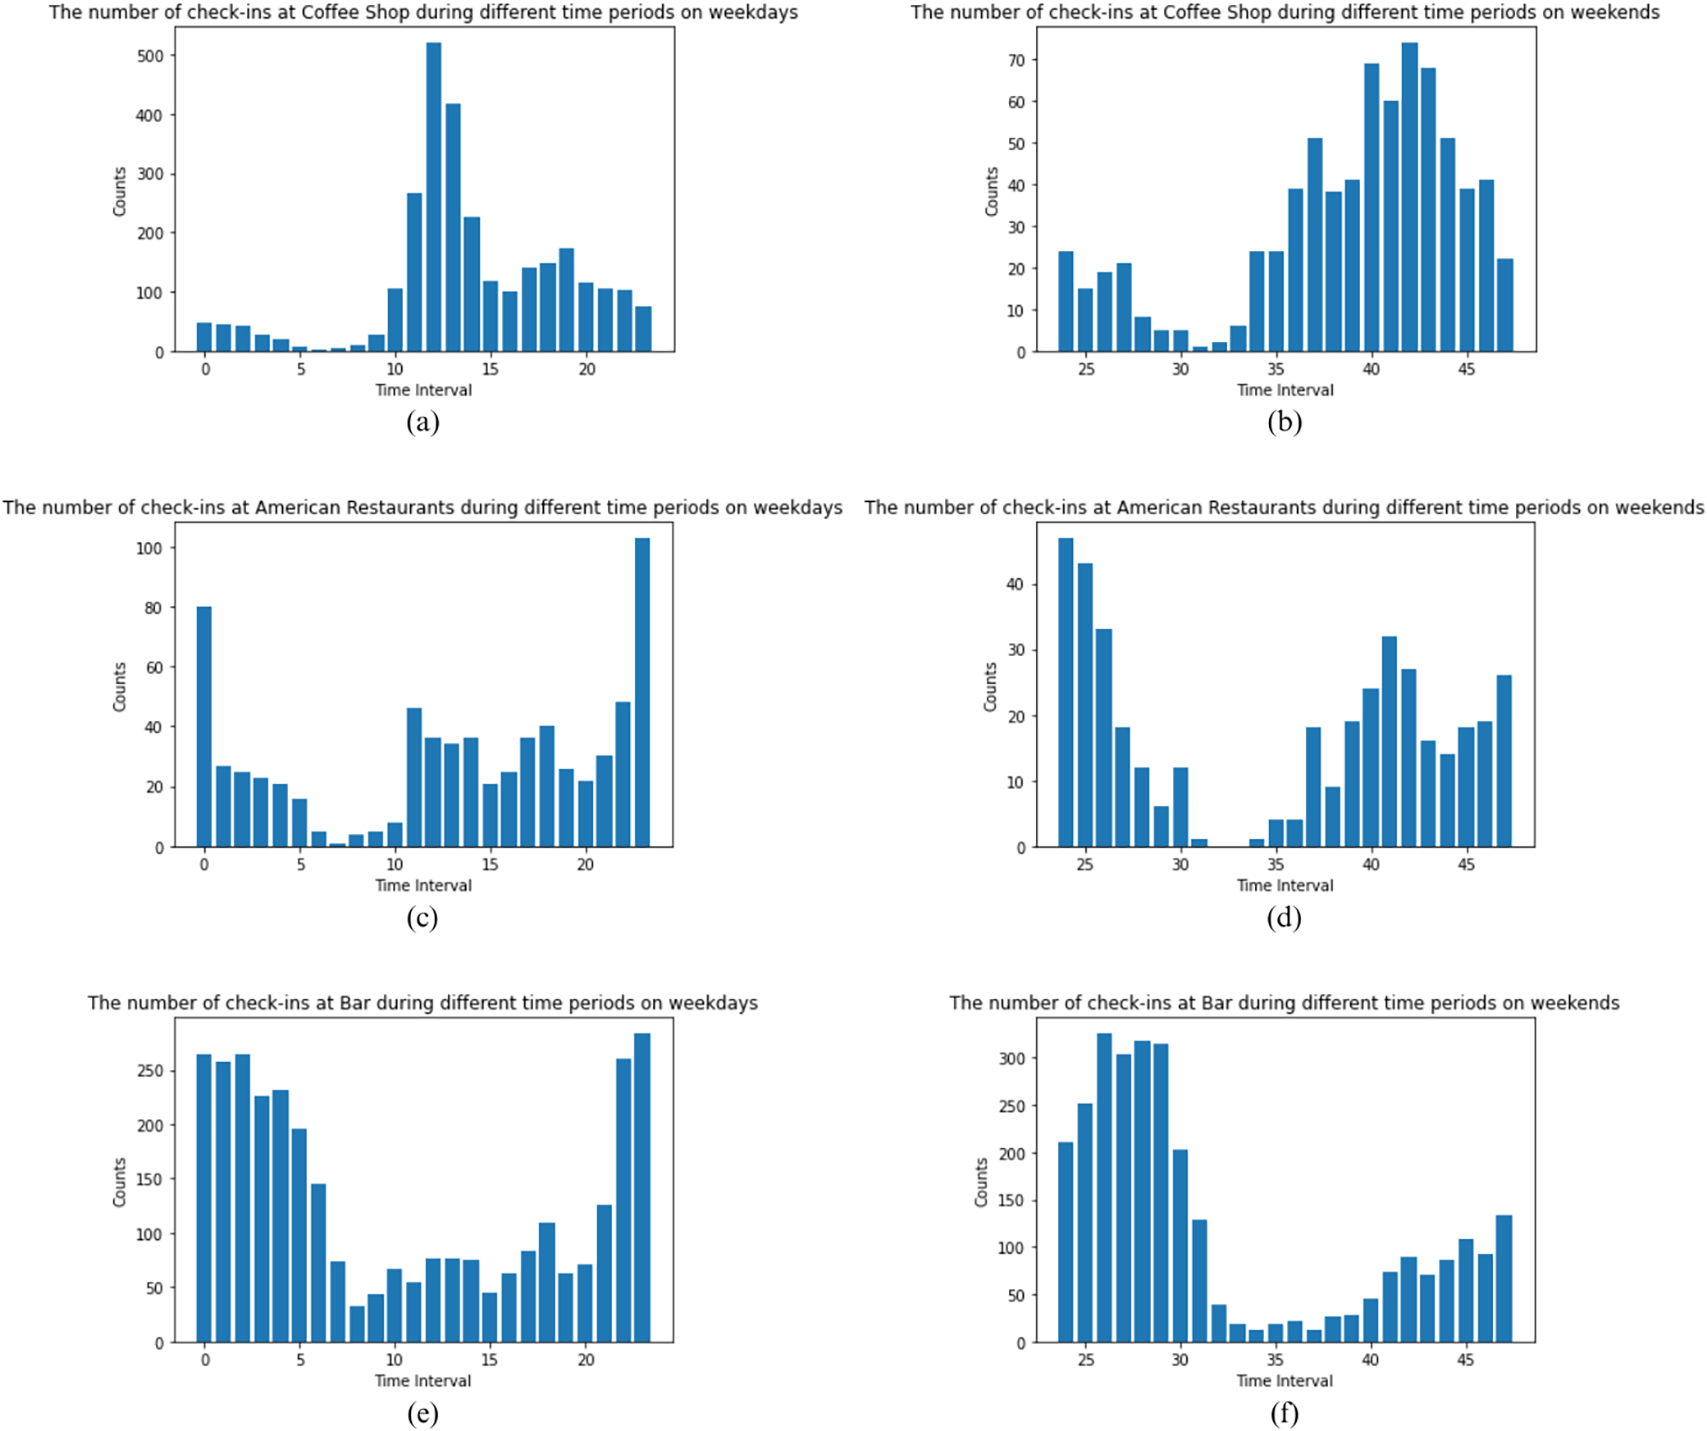 The number of check-ins at Coffee Shop during different time periods on weekdays
500
400
300
200
100
0
Counts
0 5 10 15 20
Time Interval
(a)
The number of check-ins at Coffee Shop during different time periods on weekends
70
60
50
40
30
20
10
0
Counts
25 30 35 40 45
Time Interval
(b)
The number of check-ins at American Restaurants during different time periods on weekdays
100
80
60
40
20
0
Counts
0 5 10 15 20
Time Interval
(c)
The number of check-ins at American Restaurants during different time periods on weekends
40
30
20
10
0
Counts
25 30 35 40 45
Time Interval
(d)
The number of check-ins at Bar during different time periods on weekdays
250
200
150
100
50
0
Counts
0 5 10 15 20
Time Interval
(e)
The number of check-ins at Bar during different time periods on weekends
300
250
200
150
100
50
0
Counts
25 30 35 40 45
Time Interval
(f)